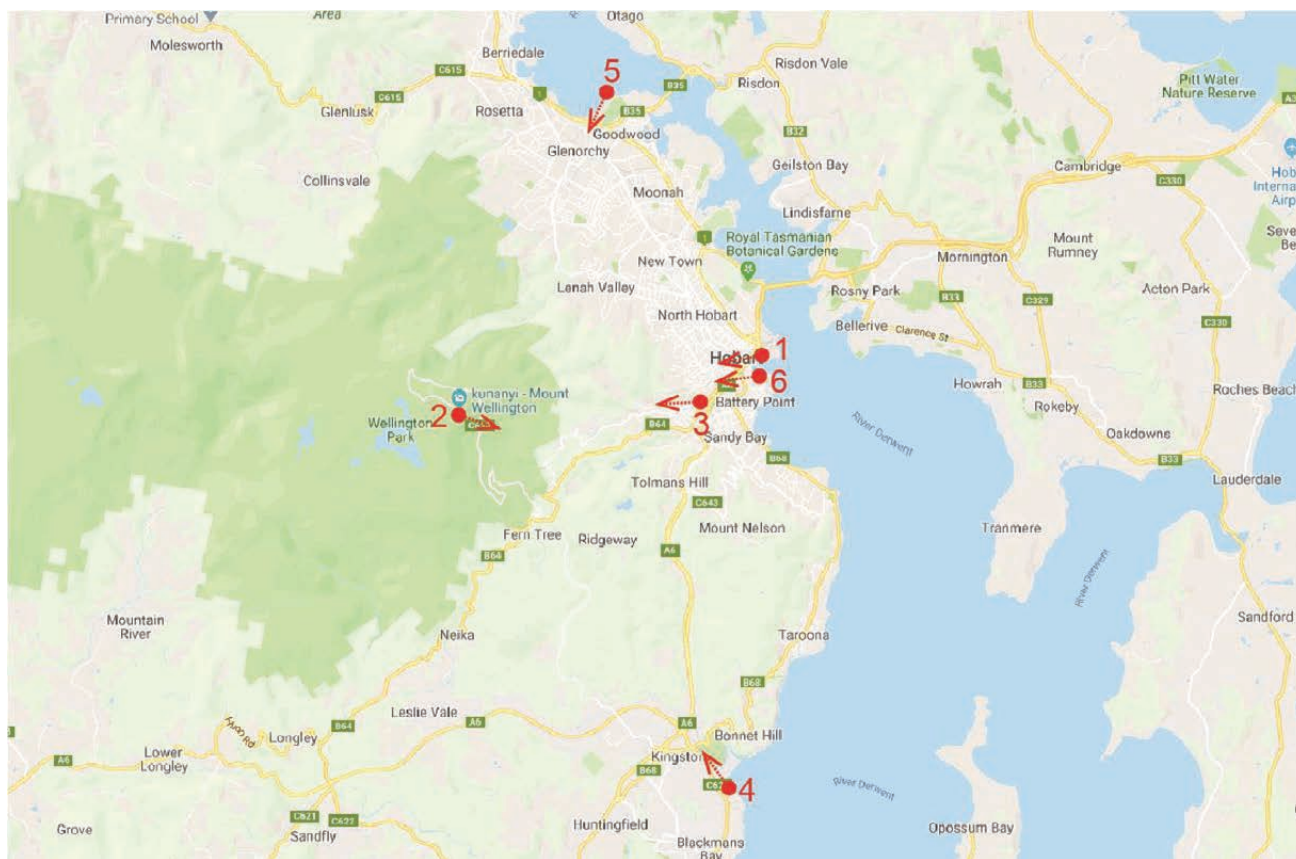 Primary School
Area
Molesworth
Otago
Berriedale
Risdon Vale
Risdon
Pitt Water
Nature Reserve
C615
C615
Glenlusk
C615
Rosetta
1
5
B35
B35
Goodwood
Glenorchy
B32
Geilston Bay
Cambridge
C330
Collinsvale
Moonah
Lindisfarne
1
Royal Tasmanian
Botanical Gardens
New Town
Mount
Rumney
Mornington
Lenah Valley
Rosny Park
B33
C329
Acton Park
North Hobart
Bellerive
Clarence St
C330
Hobart
1
6
Howrah
B33
Roches Beach
kunanyi - Mount
Wellington
2
Wellington
Park
3
Battery Point
Rokeby
B64
Sandy Bay
River Derwent
Oakdowns
B68
B33
Tolmans Hill
Lauderdale
C643
Mount Nelson
Tranmere
Fern Tree
Ridgeway
B64
A6
River Derwent
Mountain
River
Neika
Taroona
Sandford
B68
Leslie Vale
A6
A6
B64
Longley
Bonnet Hill
Lower
Longley
A6
Kingston
B68
4
River Derwent
C621
Huntingfield
Grove
Sandfly
Blackmans
Bay
Opossum Bay